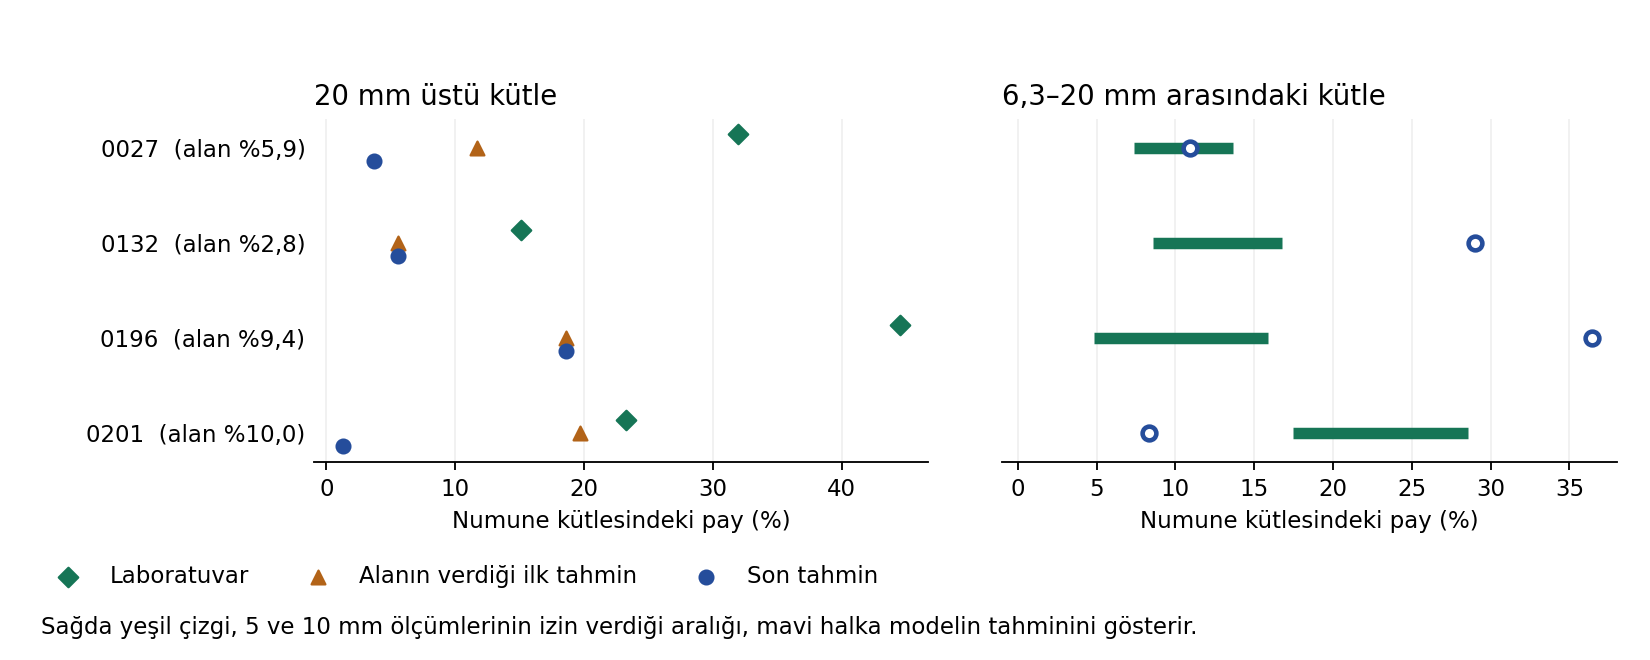 20 mm üstü kütle
6,3–20 mm arasındaki kütle
0027 (alan %5,9)
0132 (alan %2,8)
0196 (alan %9,4)
0201 (alan %10,0)
0 10 20 30 40
0 5 10 15 20 25 30 35
Numune kütlesindeki pay (%)
Numune kütlesindeki pay (%)
Laboratuvar
Alanın verdiği ilk tahmin
Son tahmin
Sağda yeşil çizgi, 5 ve 10 mm ölçümlerinin izin verdiği aralığı, mavi halka modelin tahminini gösterir.